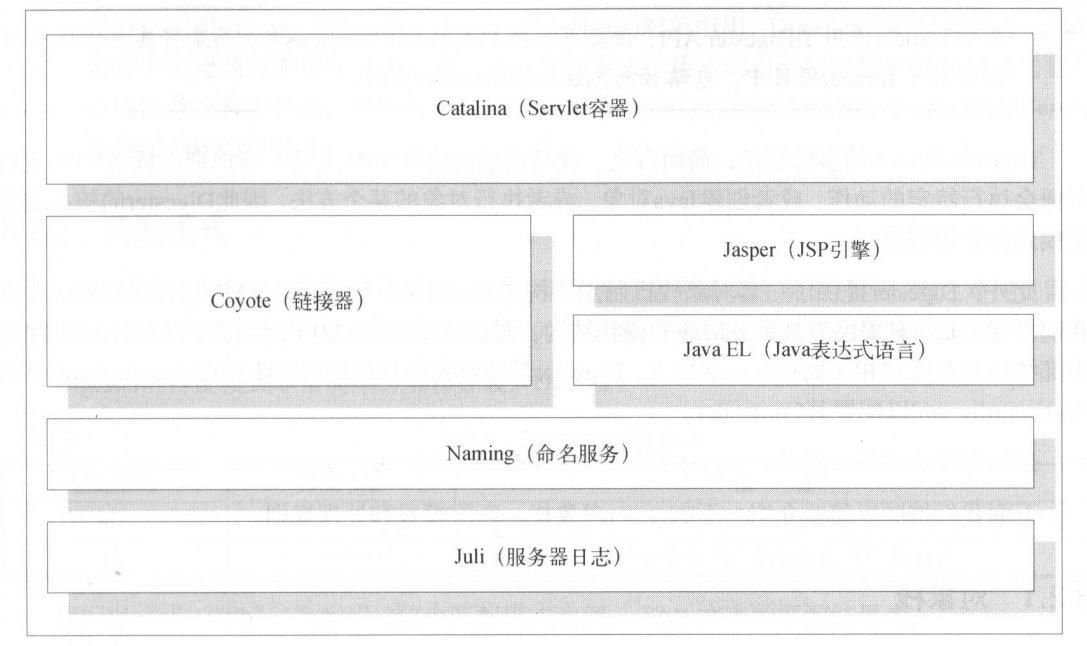 Catalina（Servlet容器）
Coyote（链接器）
Jasper（JSP引擎）
Java EL（Java表达式语言）
Naming（命名服务）
Juli（服务器日志）